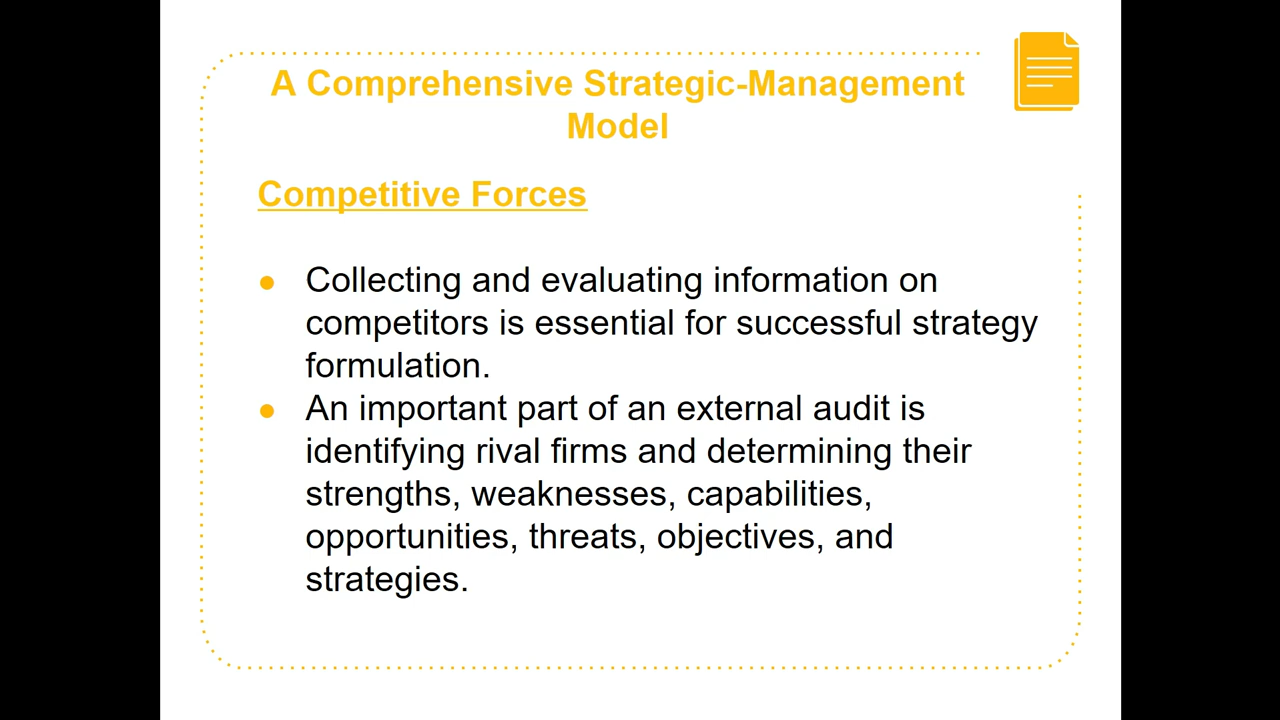 A Comprehensive Strategic-Management
Model
Competitive Forces
● Collecting and evaluating information on
competitors is essential for successful strategy
formulation.
● An important part of an external audit is
identifying rival firms and determining their
strengths, weaknesses, capabilities,
opportunities, threats, objectives, and
strategies.